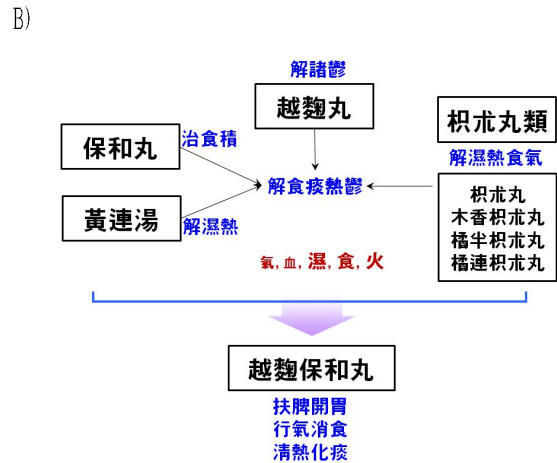 B)
解諸鬱
越麴丸
枳朮丸類
保和丸
治食積
解濕熱食氣
解食痰熱鬱
枳朮丸
木香枳朮丸
橘半枳朮丸
橘連枳朮丸
黃連湯
解濕熱
氣, 血, 濕, 食, 火
越麴保和丸
扶脾開胃
行氣消食
淸熱化痰